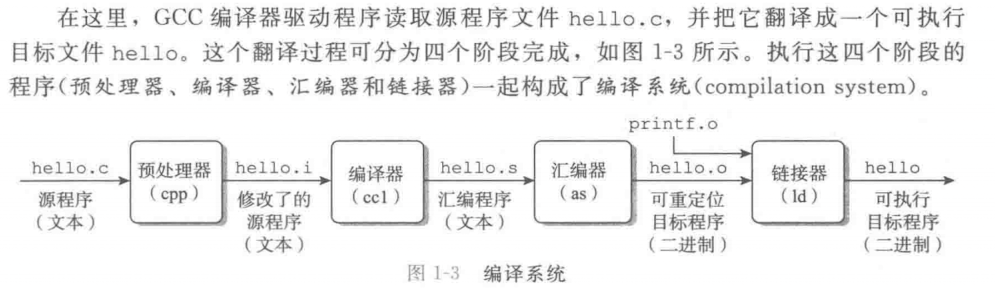 在这里，GCC 编译器驱动程序读取源程序文件 hello.c，并把它翻译成一个可执行
目标文件 hello。这个翻译过程可分为四个阶段完成，如图 1-3 所示。执行这四个阶段的
程序(预处理器、编译器、汇编器和链接器)一起构成了编译系统(compilation system)。
printf.o
hello.c
预处理器
(cpp)
hello.i
编译器
(cc1)
hello.s
汇编器
(as)
hello.o
链接器
(ld)
hello
源程序
(文本)
修改了的
源程序
(文本)
汇编程序
(文本)
可重定位
目标程序
(二进制)
可执行
目标程序
(二进制)
图 1-3 编译系统